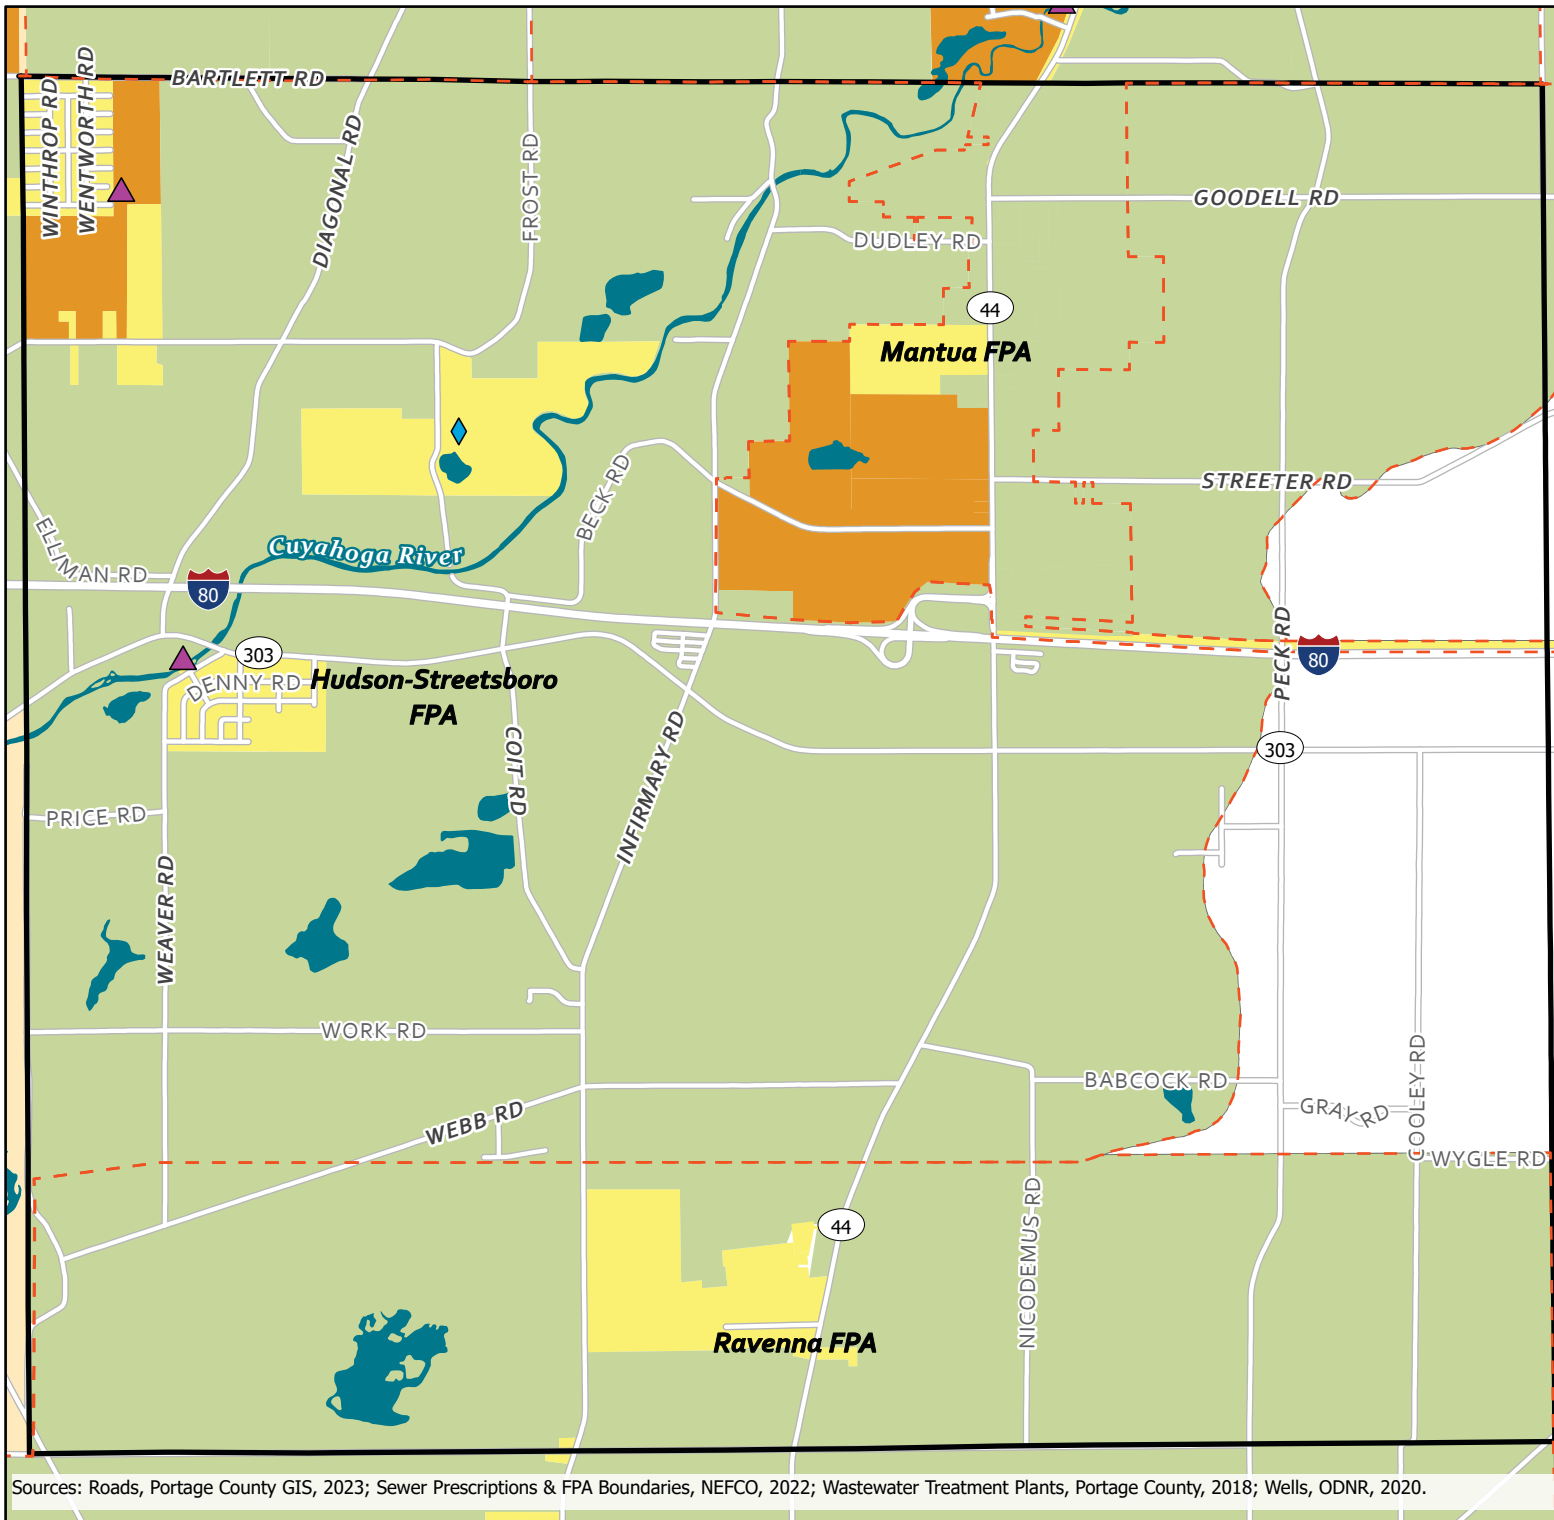 BARTLETT RD
WINTHROP RD
WENTWORTH RD
DIAGONAL RD
FROST RD
GOODELL RD
DUDLEY RD
44
Mantua FPA
STREETER RD
BECK RD
ELLIMAN RD
Cuyahoga River
80
303
DENNY RD
Hudson-Streetsboro
FPA
PECK RD
80
303
COIT RD
INFIRMARY RD
PRICE RD
WEAVER RD
WORK RD
WEBB RD
BABCOCK RD
GRAY RD
COOLEY RD
WYGLE RD
NICODEMUS RD
44
Ravenna FPA
Sources: Roads, Portage County GIS, 2023; Sewer Prescriptions & FPA Boundaries, NEFCO, 2022; Wastewater Treatment Plants, Portage County, 2018; Wells, ODNR, 2020.